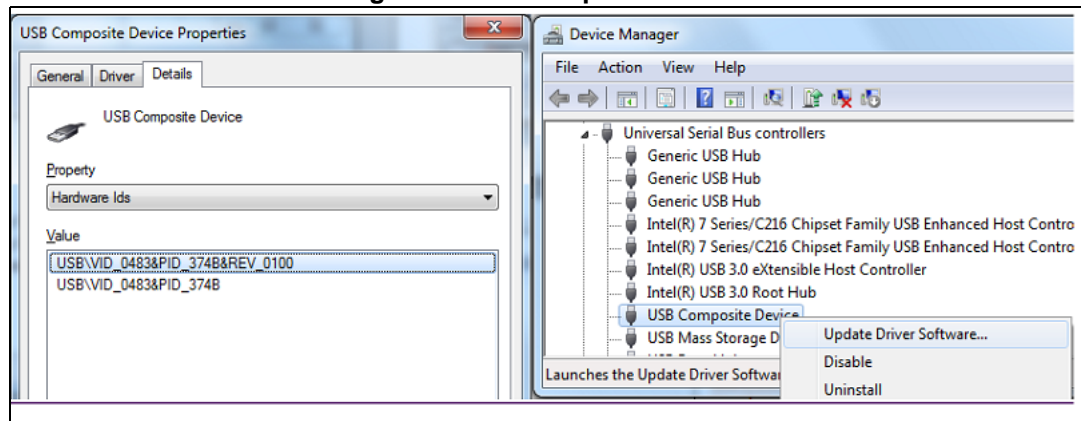 USB Composite Device Properties
General Driver Details
USB Composite Device
Property
Hardware Ids
Value
USB\VID_0483&PID_374B&REV_0100
USB\VID_0483&PID_374B
Device Manager
File Action View Help
Universal Serial Bus controllers
Generic USB Hub
Generic USB Hub
Generic USB Hub
Intel(R) 7 Series/C216 Chipset Family USB Enhanced Host Contro
Intel(R) 7 Series/C216 Chipset Family USB Enhanced Host Contro
Intel(R) USB 3.0 eXtensible Host Controller
Intel(R) USB 3.0 Root Hub
USB Composite Device
USB Mass Storage D
Launches the Update Driver Softwa
Update Driver Software...
Disable
Uninstall